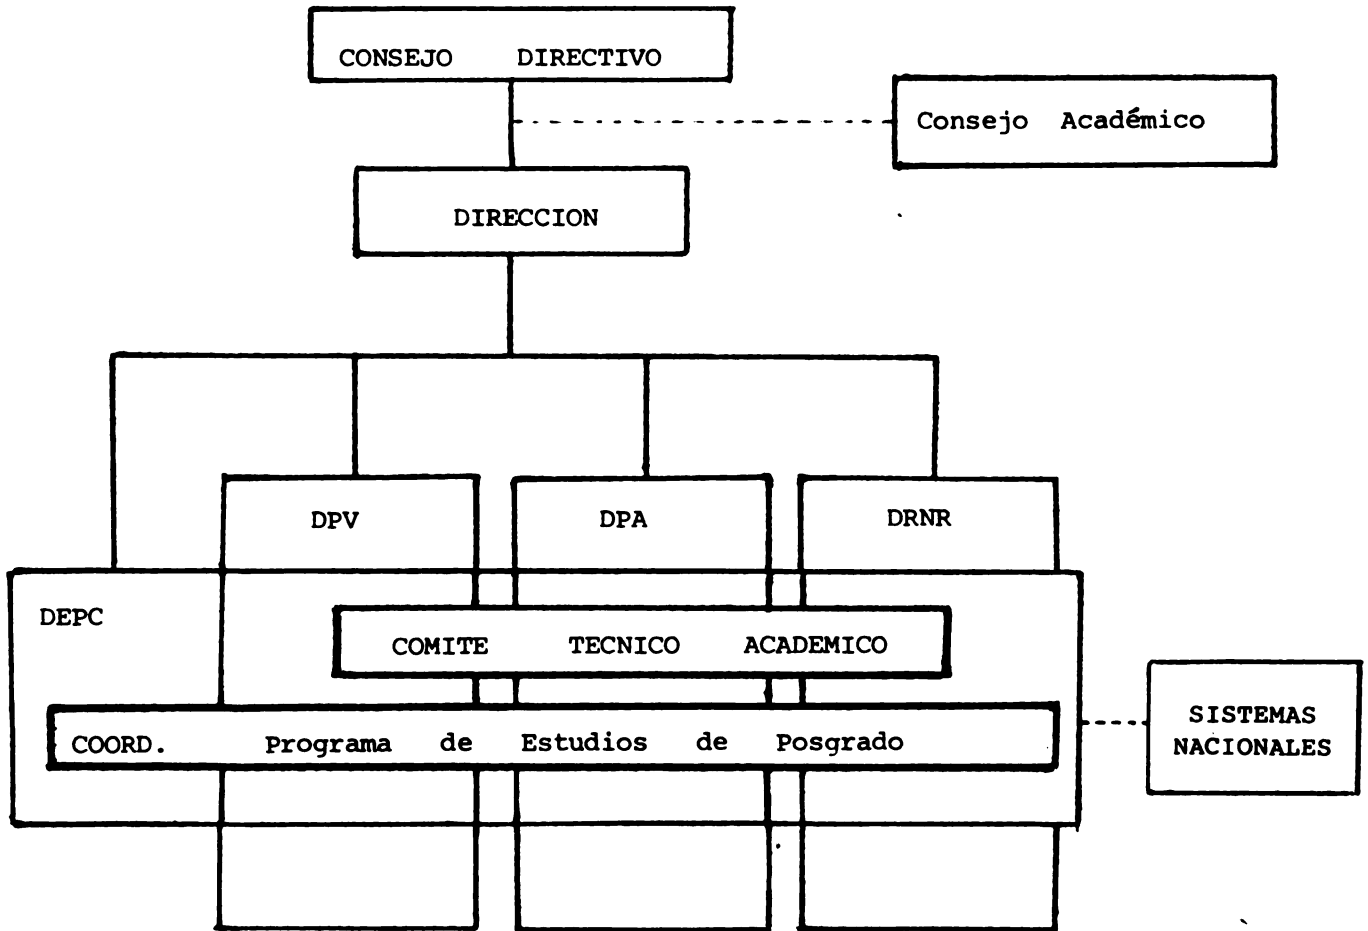 CONSEJO DIRECTIVO
Consejo Académico
DIRECCION
DPV
DPA
DRNR
DEPC
COMITE TECNICO ACADEMICO
COORD. Programa de Estudios de Posgrado
SISTEMAS
NACIONALES